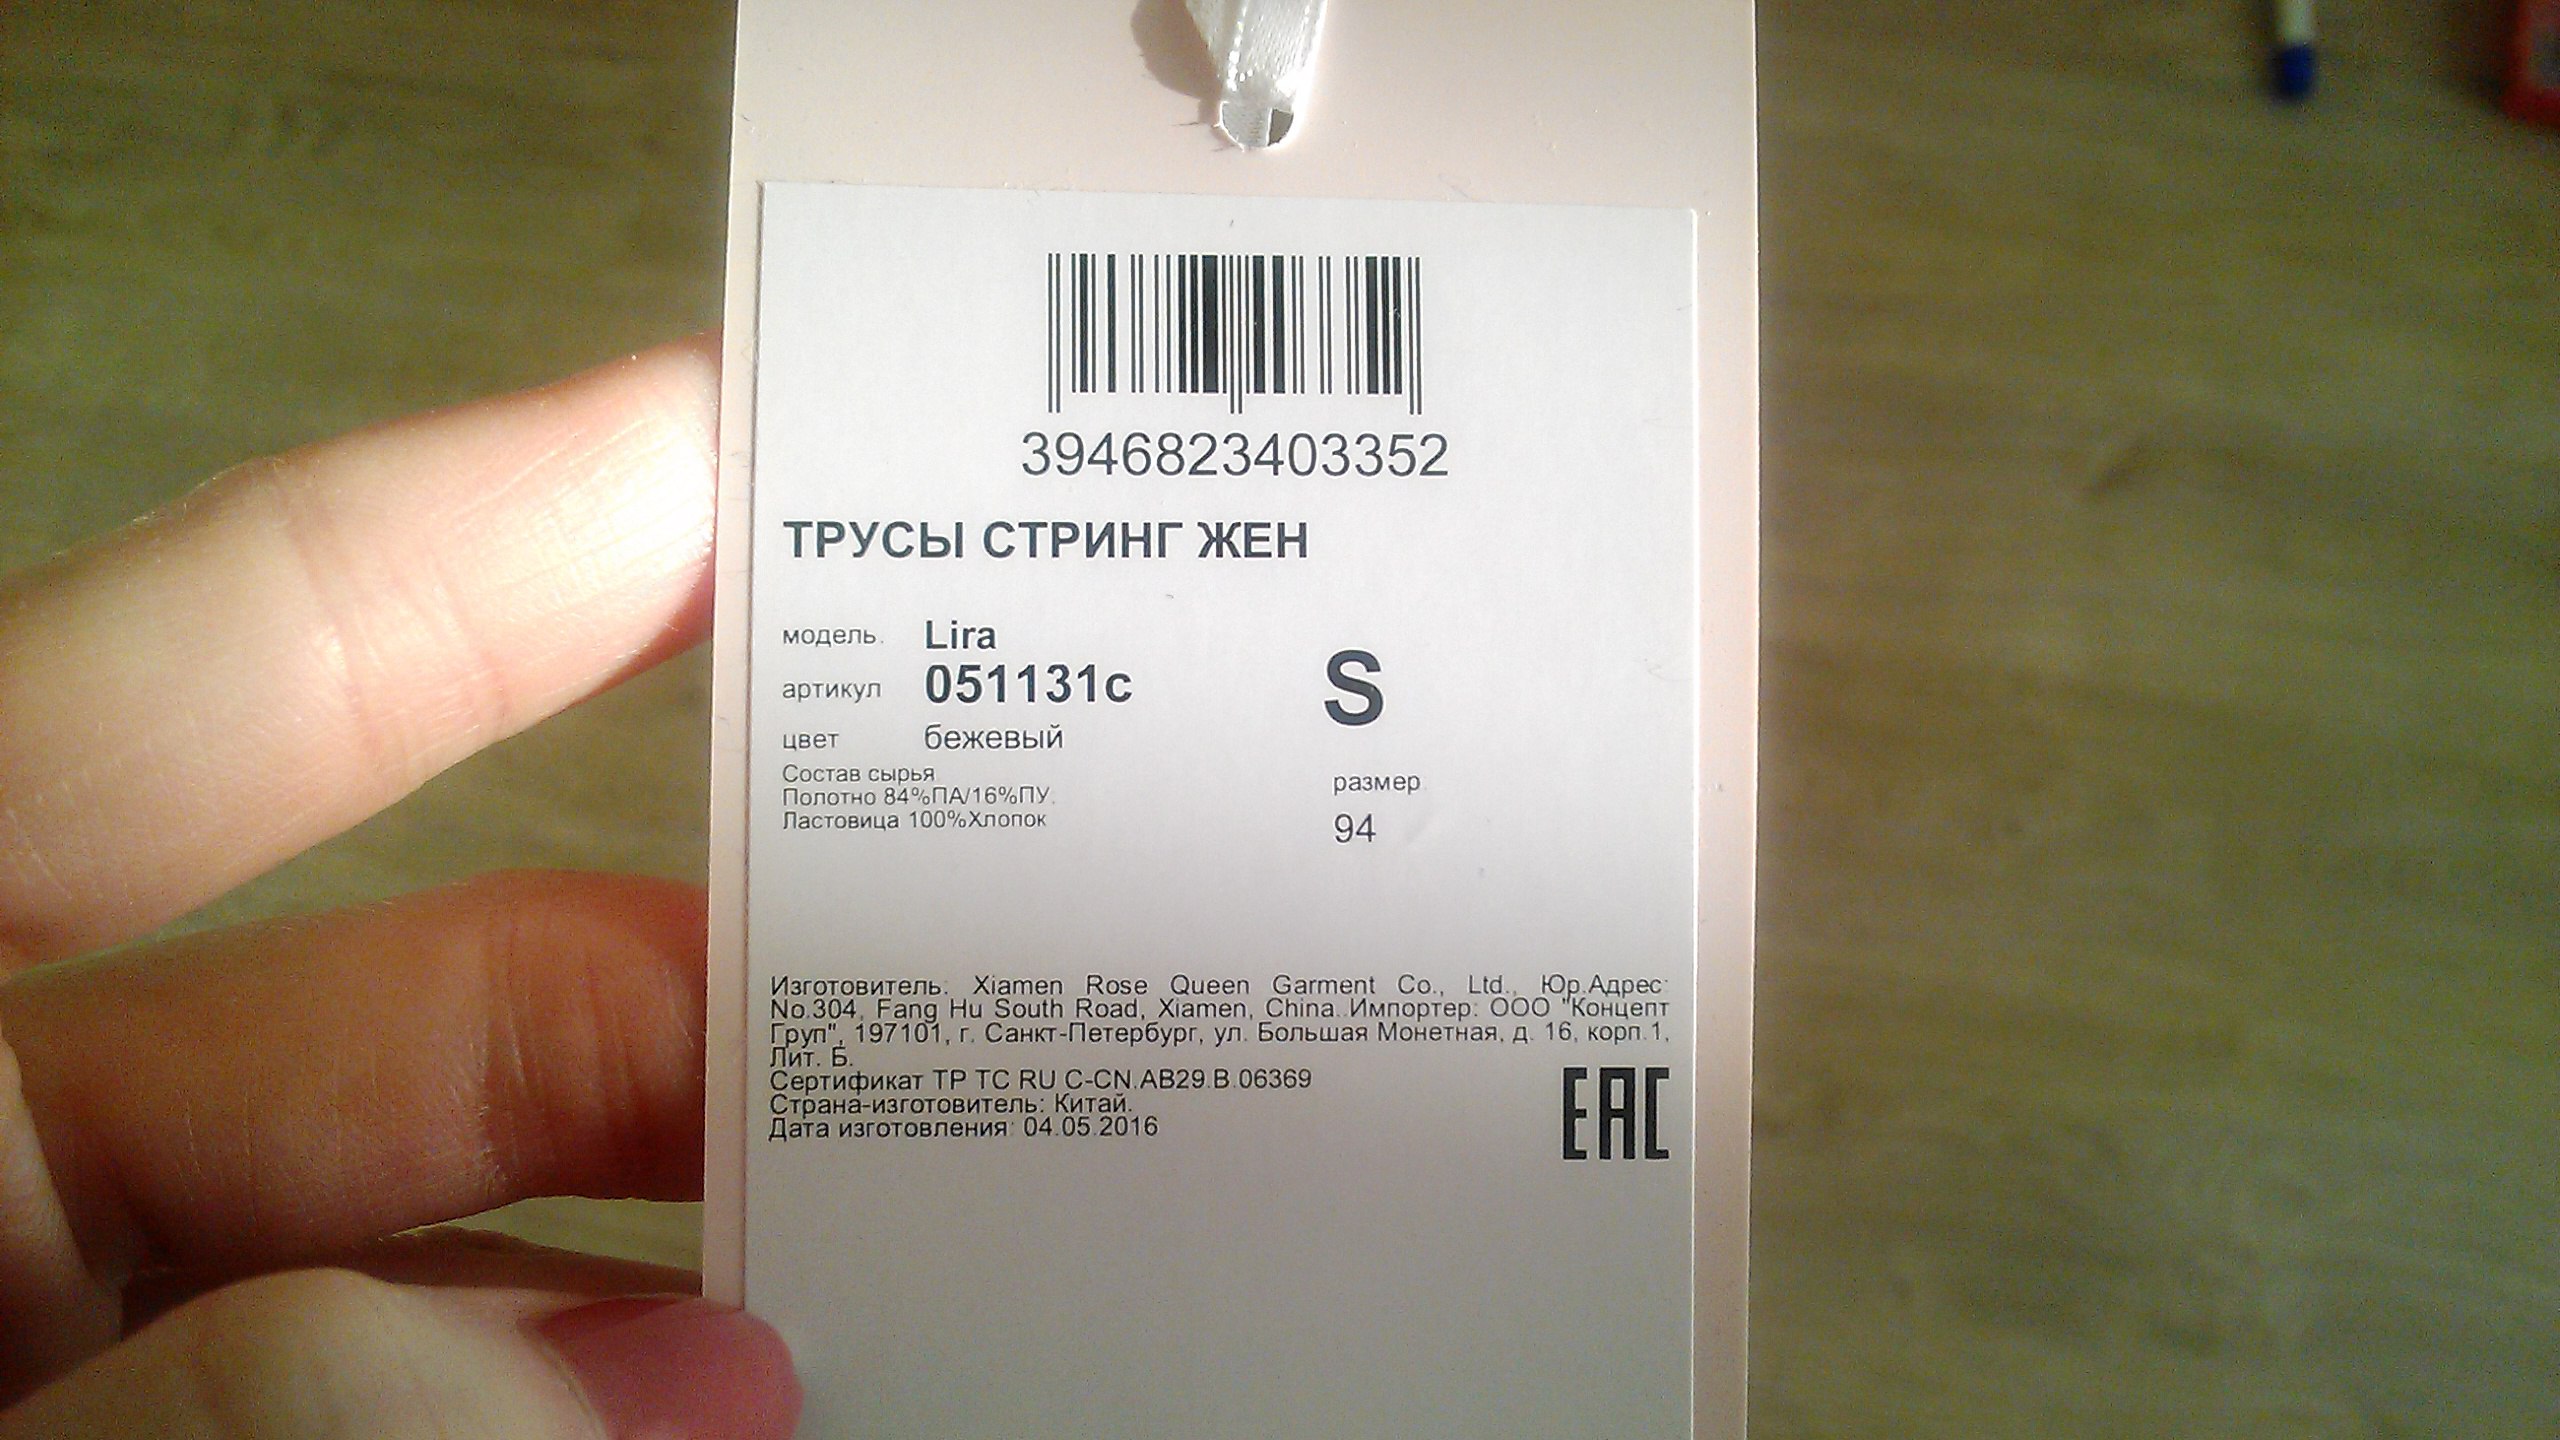 3946823403352
ТРУСЫ СТРИНГ ЖЕН
модель. Lira
артикул 051131с
цвет бежевый
S
Состав сырья
Полотно 84%ПА/16%ПУ.
Ластовица 100%Хлопок
размер
94
Изготовитель: Xiamen Rose Queen Garment Co., Ltd., Юр.Адрес:
No.304, Fang Hu South Road, Xiamen, China. Импортер: ООО "Концепт
Груп", 197101, г. Санкт-Петербург, ул. Большая Монетная, д. 16, корп.1,
Лит. Б.
Сертификат ТР ТС RU C-CN.АВ29.В.06369
Страна-изготовитель: Китай.
Дата изготовления: 04.05.2016
EAC